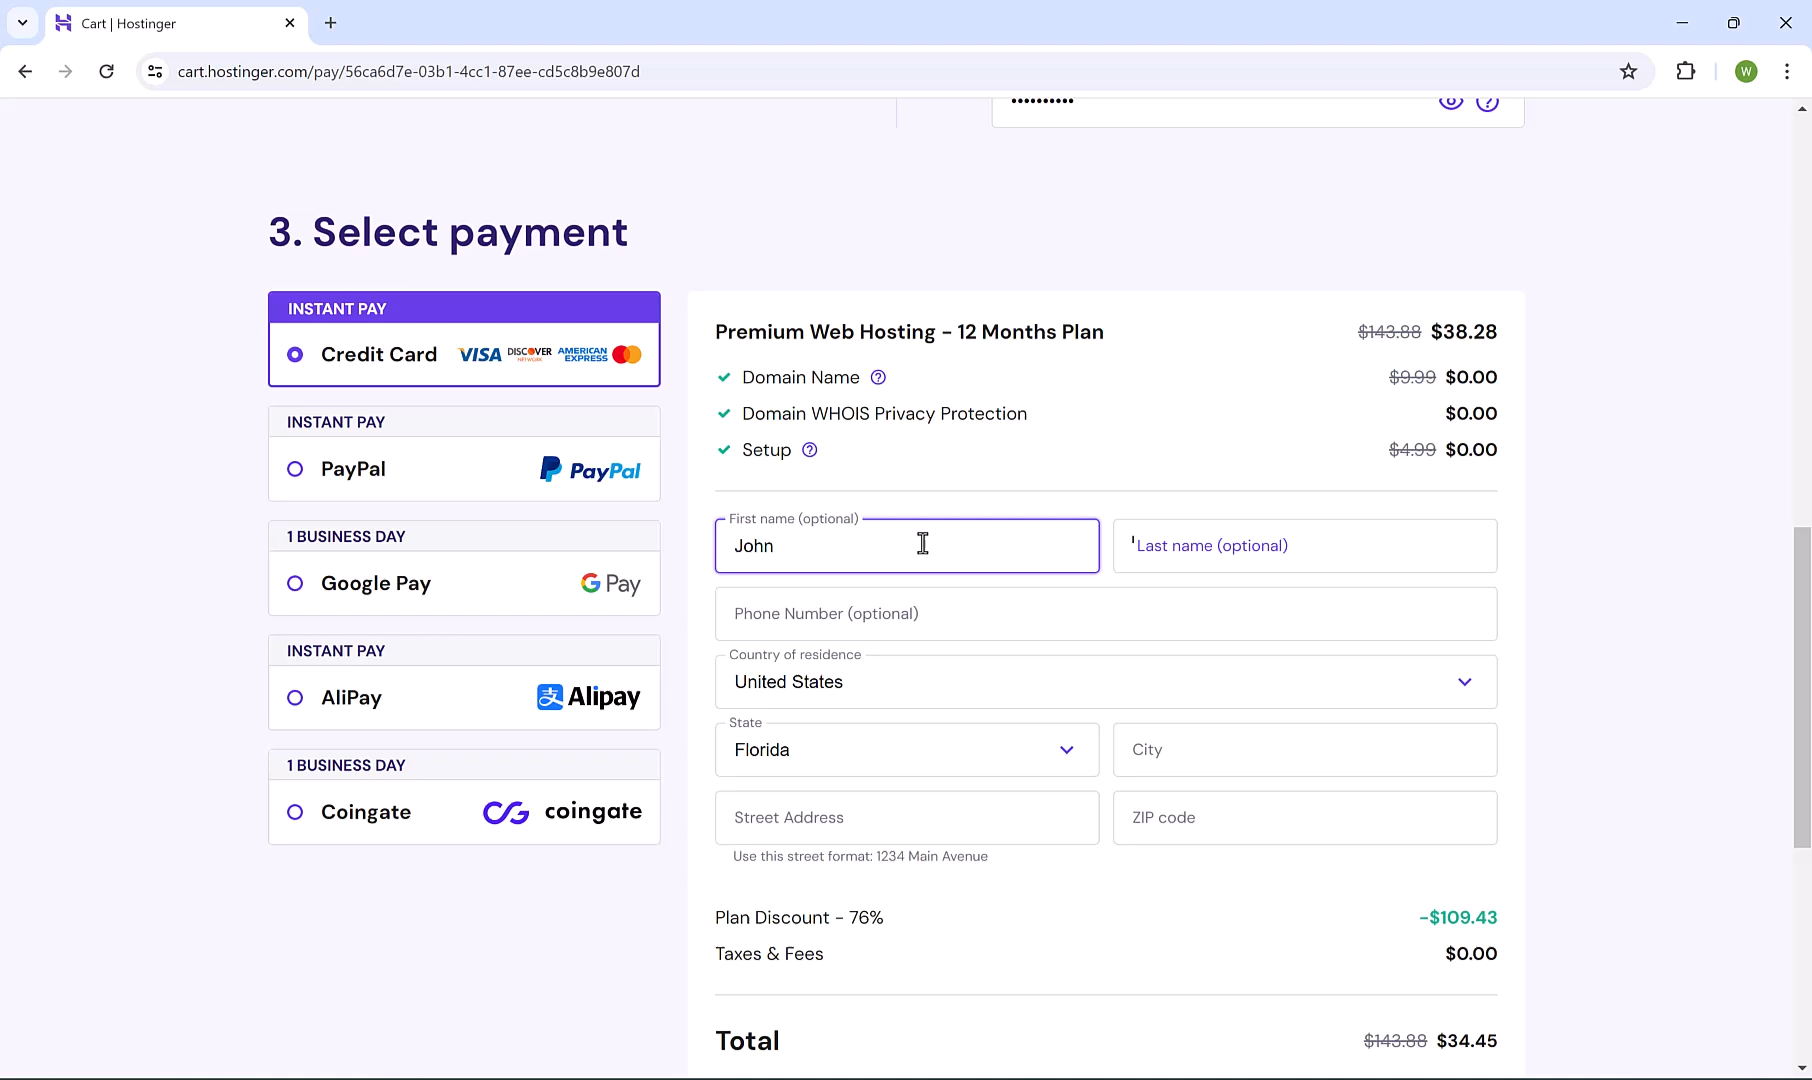 Cart | Hostinger
cart.hostinger.com/pay/56ca6d7e-03b1-4cc1-87ee-cd5c8b9e807d
W
••••••••••
3. Select payment
INSTANT PAY
Credit Card VISA DISCOVER NETWORK AMERICAN EXPRESS
INSTANT PAY
PayPal PayPal
1 BUSINESS DAY
Google Pay G Pay
INSTANT PAY
AliPay 支 Alipay
1 BUSINESS DAY
Coingate coingate
Premium Web Hosting - 12 Months Plan $143.88 $38.28
Domain Name ? $9.99 $0.00
Domain WHOIS Privacy Protection $0.00
Setup ? $4.99 $0.00
First name (optional)
John
Last name (optional)
Phone Number (optional)
Country of residence
United States
State
Florida
City
Street Address
ZIP code
Use this street format: 1234 Main Avenue
Plan Discount - 76% -$109.43
Taxes & Fees $0.00
Total $143.88 $34.45